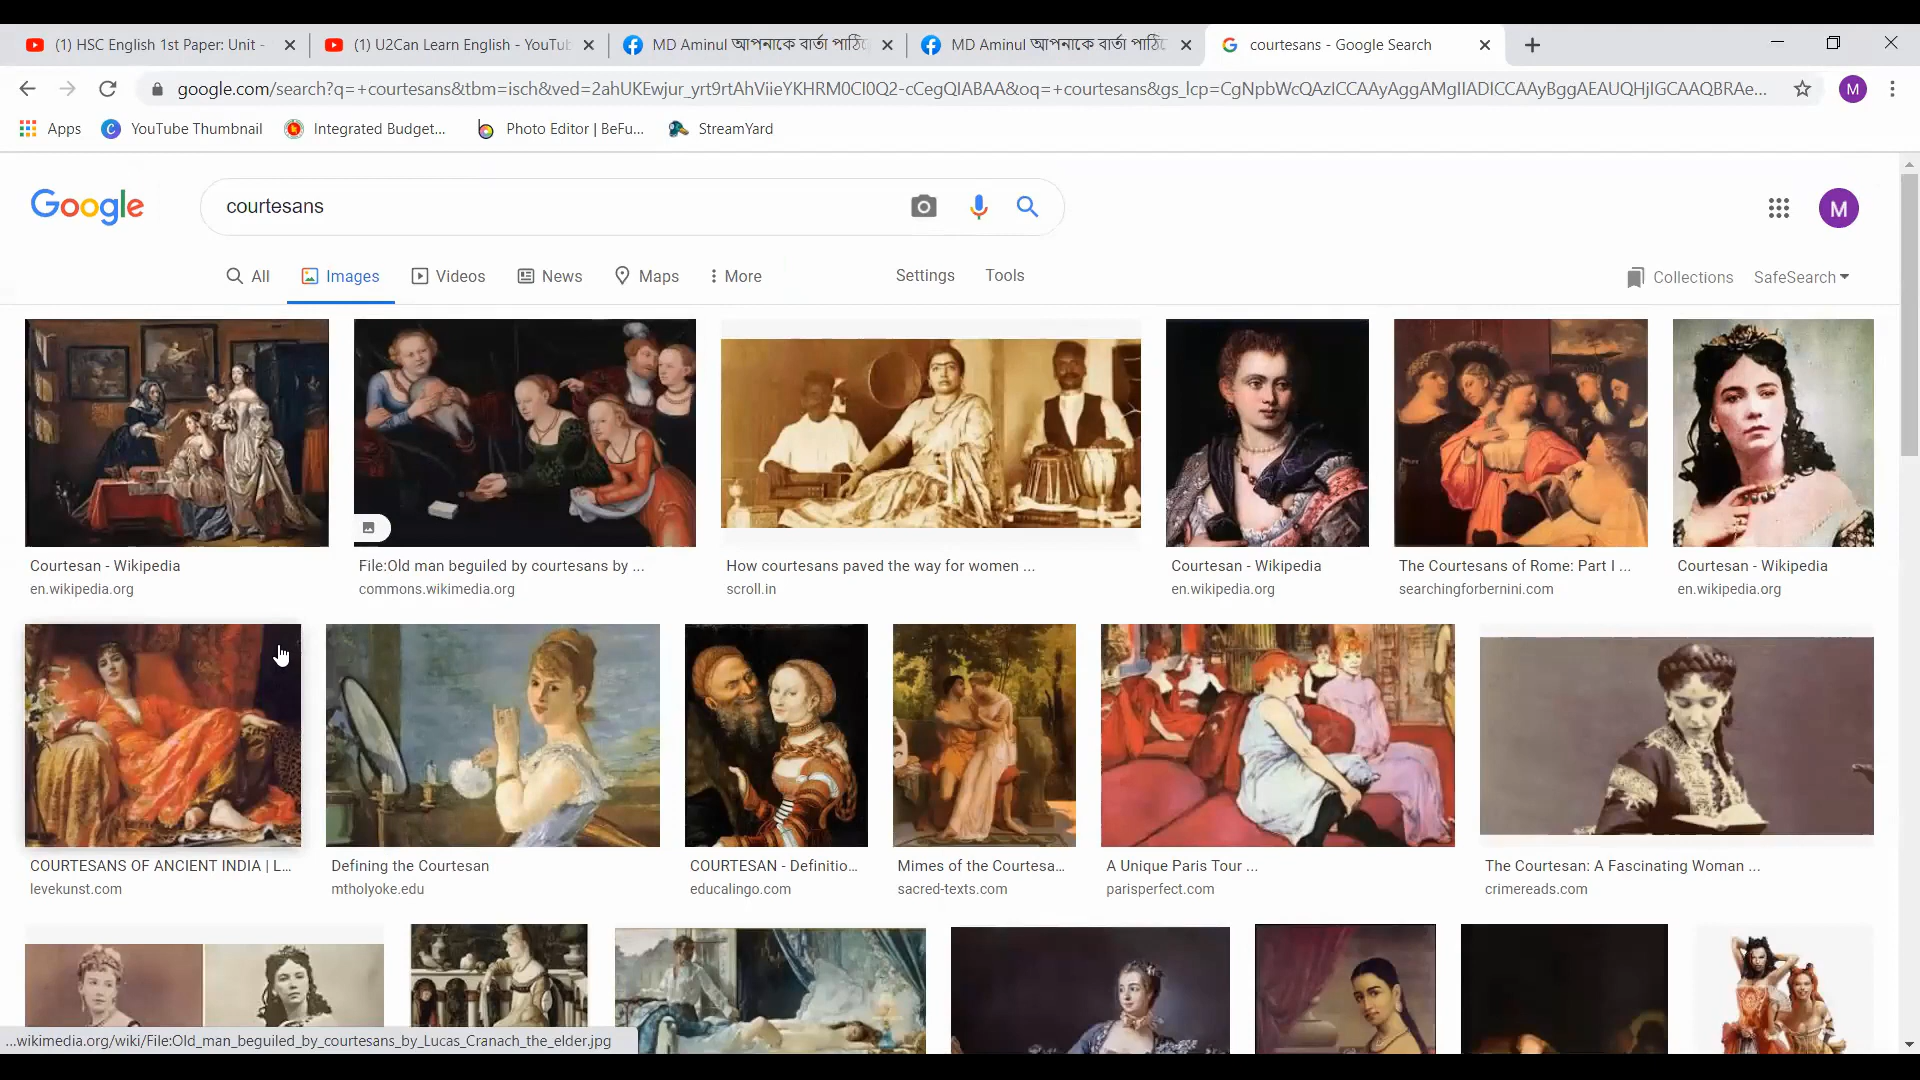 (1) HSC English 1st Paper: Unit -
(1) U2Can Learn English - YouTub
MD Aminul আপনাকে বার্তা পাঠি
MD Aminul আপনাকে বার্তা পাঠি
courtesans - Google Search
google.com/search?q=+courtesans&tbm=isch&ved=2ahUKEwjur_yrt9rtAhViieYKHRM0CI0Q2-cCegQIABAA&oq=+courtesans&gs_lcp=CgNpbWcQAzICCAAyAggAMgIIADICCAAyBggAEAUQHjIGCAAQBRAe...
M
Apps
YouTube Thumbnail
Integrated Budget...
Photo Editor | BeFu...
StreamYard
Google
courtesans
M
All
Images
Videos
News
Maps
More
Settings
Tools
Collections
SafeSearch
Courtesan - Wikipedia
en.wikipedia.org
File:Old man beguiled by courtesans by ...
commons.wikimedia.org
How courtesans paved the way for women ...
scroll.in
Courtesan - Wikipedia
en.wikipedia.org
The Courtesans of Rome: Part I ...
searchingforbernini.com
Courtesan - Wikipedia
en.wikipedia.org
COURTESANS OF ANCIENT INDIA | L...
levekunst.com
Defining the Courtesan
mtholyoke.edu
COURTESAN - Definitio...
educalingo.com
Mimes of the Courtesa...
sacred-texts.com
A Unique Paris Tour ...
parisperfect.com
The Courtesan: A Fascinating Woman ...
crimereads.com
...wikimedia.org/wiki/File:Old_man_beguiled_by_courtesans_by_Lucas_Cranach_the_elder.jpg